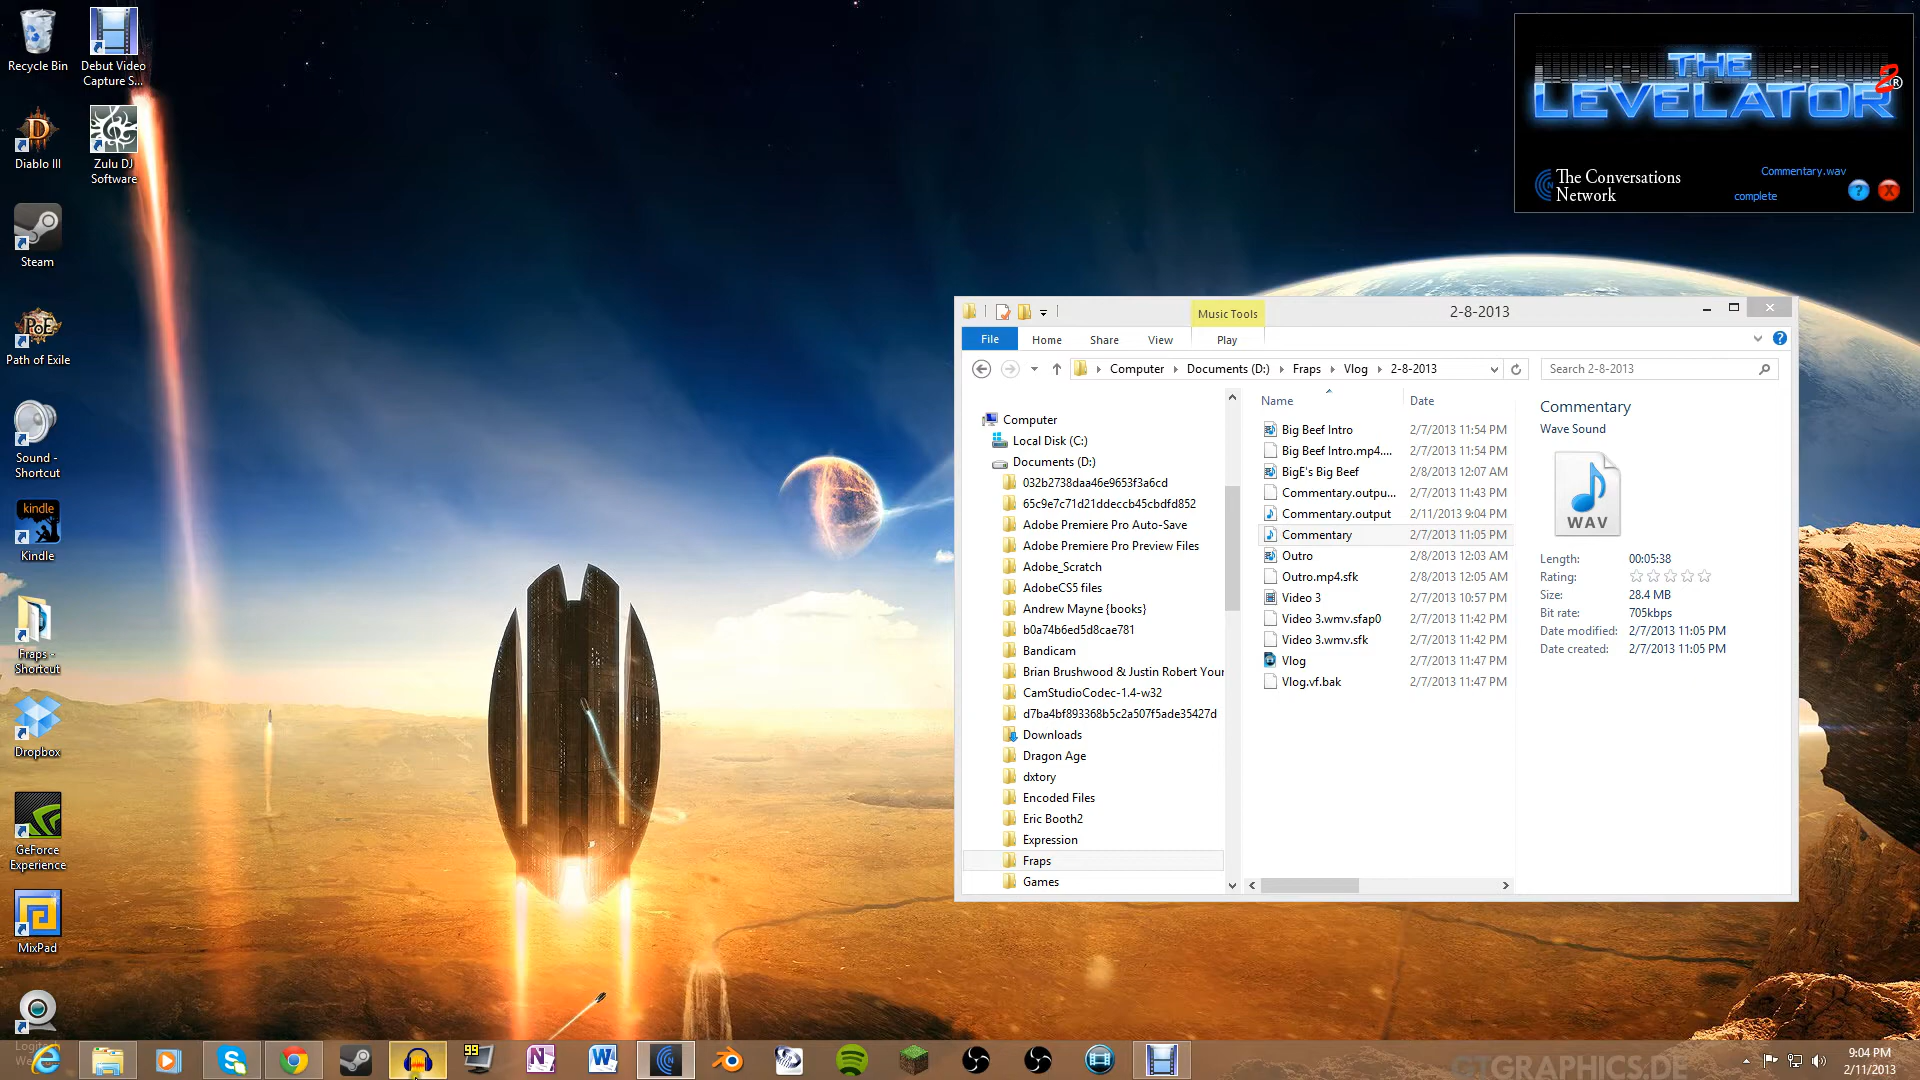 Recycle Bin
Debut Video
Capture S...
Diablo III
Zulu DJ
Software
Steam
Path of Exile
Sound -
Shortcut
kindle
Kindle
Fraps -
Shortcut
Dropbox
GeForce
Experience
MixPad
THE
LEVELATOR 2 ®
The Conversations
Network
Commentary.wav
complete
Music Tools
2-8-2013
File
Home
Share
View
Play
Computer
Documents (D:)
Fraps
Vlog
2-8-2013
Search 2-8-2013
Computer
Local Disk (C:)
Documents (D:)
032b2738daa46e9653f3a6cd
65c9e7c71d21ddeccb45cbdfd852
Adobe Premiere Pro Auto-Save
Adobe Premiere Pro Preview Files
Adobe_Scratch
AdobeCS5 files
Andrew Mayne {books}
b0a74b6ed5d8cae781
Bandicam
Brian Brushwood & Justin Robert Your
CamStudioCodec-1.4-w32
d7ba4bf893368b5c2a507f5ade35427d
Downloads
Dragon Age
dxtory
Encoded Files
Eric Booth2
Expression
Fraps
Games
Name Date
Big Beef Intro 2/7/2013 11:54 PM
Big Beef Intro.mp4.... 2/7/2013 11:54 PM
BigE's Big Beef 2/8/2013 12:07 AM
Commentary.outpu... 2/7/2013 11:43 PM
Commentary.output 2/11/2013 9:04 PM
Commentary 2/7/2013 11:05 PM
Outro 2/8/2013 12:03 AM
Outro.mp4.sfk 2/8/2013 12:05 AM
Video 3 2/7/2013 10:57 PM
Video 3.wmv.sfap0 2/7/2013 11:42 PM
Video 3.wmv.sfk 2/7/2013 11:42 PM
Vlog 2/7/2013 11:47 PM
Vlog.vf.bak 2/7/2013 11:47 PM
Commentary
Wave Sound
WAV
Length: 00:05:38
Rating:
Size: 28.4 MB
Bit rate: 705kbps
Date modified: 2/7/2013 11:05 PM
Date created: 2/7/2013 11:05 PM
99
GTGRAPHICS.DE
9:04 PM
2/11/2013